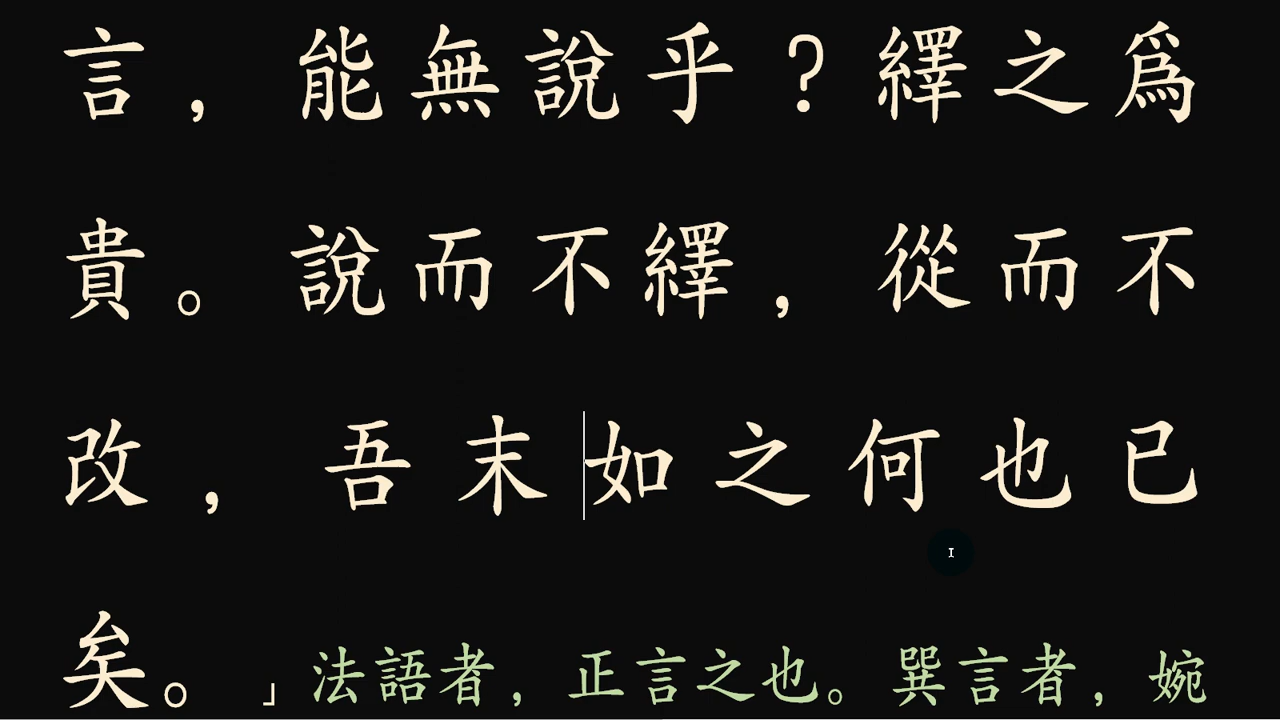 言，能無說乎？繹之爲
貴。說而不繹，從而不
改，吾末如之何也已
矣。」法語者，正言之也。巽言者，婉